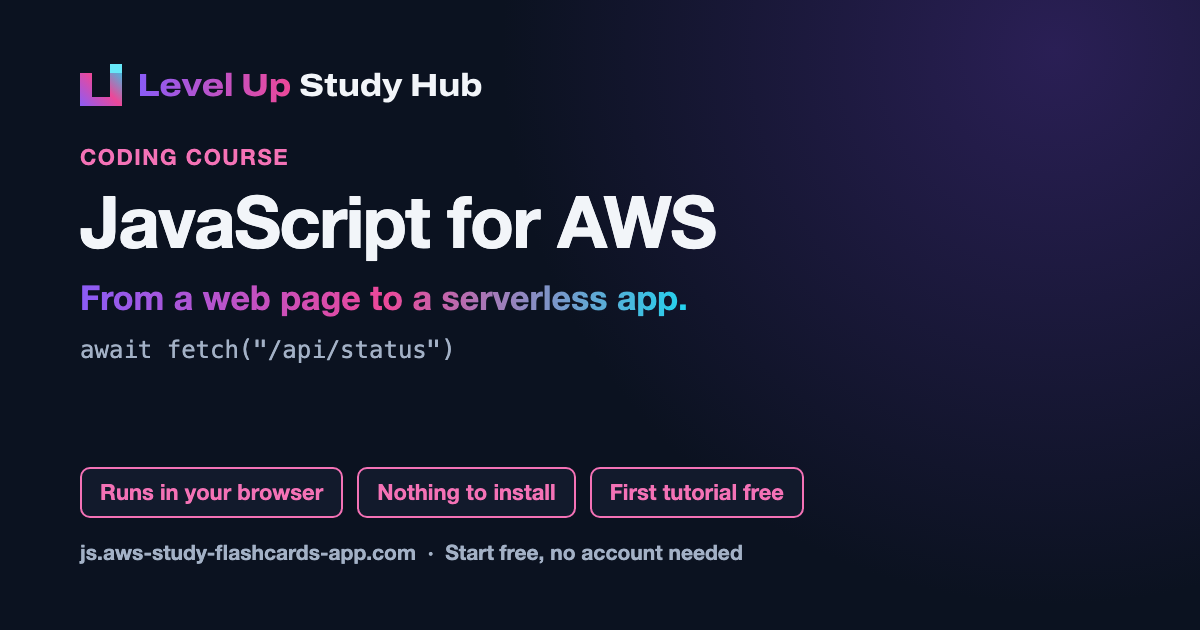 Level Up Study Hub
CODING COURSE
JavaScript for AWS
From a web page to a serverless app.
await fetch("/api/status")
Runs in your browser
Nothing to install
First tutorial free
js.aws-study-flashcards-app.com · Start free, no account needed